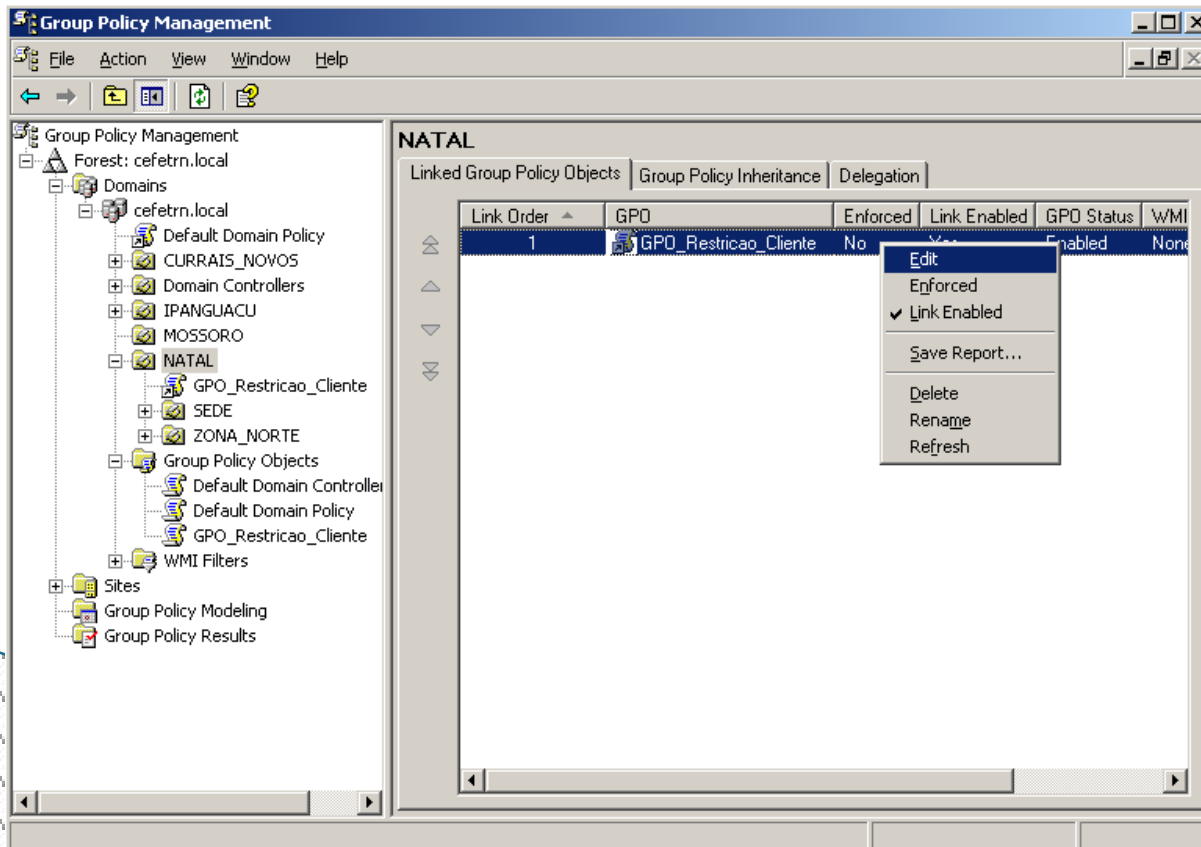 Group Policy Management
File Action View Window Help
Group Policy Management
Forest: cefetrn.local
Domains
cefetrn.local
Default Domain Policy
CURRAIS_NOVOS
Domain Controllers
IPANGUACU
MOSSORO
NATAL
GPO_Restricao_Cliente
SEDE
ZONA_NORTE
Group Policy Objects
Default Domain Controller
Default Domain Policy
GPO_Restricao_Cliente
WMI Filters
Sites
Group Policy Modeling
Group Policy Results
NATAL
Linked Group Policy Objects Group Policy Inheritance Delegation
Link Order GPO Enforced Link Enabled GPO Status WMI
1 GPO_Restricao_Cliente No Yes Enabled None
Edit
Enforced
Link Enabled
Save Report...
Delete
Rename
Refresh